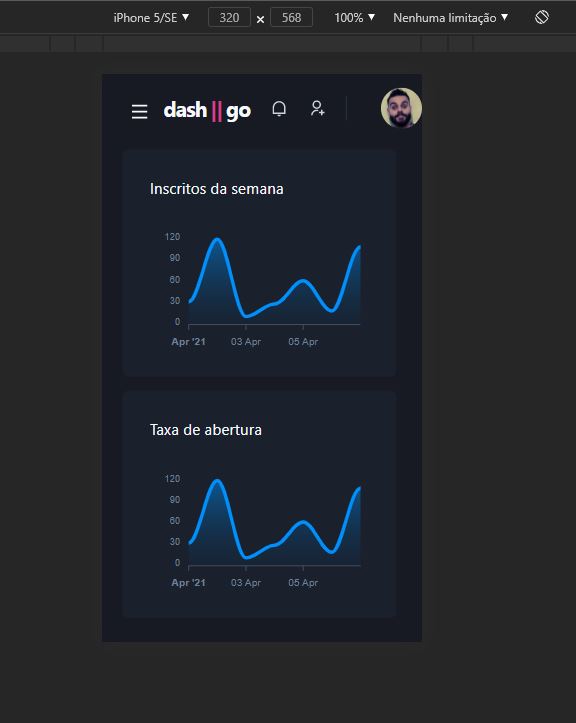 iPhone 5/SE ▼ 320 × 568 100% ▼ Nenhuma limitação ▼
dash || go
Inscritos da semana
120
90
60
30
0
Apr '21 03 Apr 05 Apr
Taxa de abertura
120
90
60
30
0
Apr '21 03 Apr 05 Apr